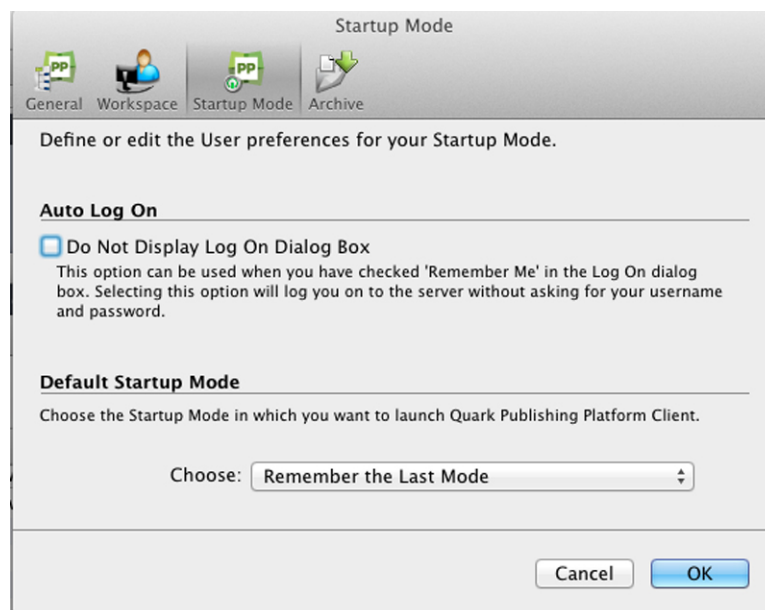 Startup Mode
PP PP
General Workspace Startup Mode Archive
Define or edit the User preferences for your Startup Mode.
Auto Log On
Do Not Display Log On Dialog Box
This option can be used when you have checked 'Remember Me' in the Log On dialog
box. Selecting this option will log you on to the server without asking for your username
and password.
Default Startup Mode
Choose the Startup Mode in which you want to launch Quark Publishing Platform Client.
Choose: Remember the Last Mode
Cancel OK